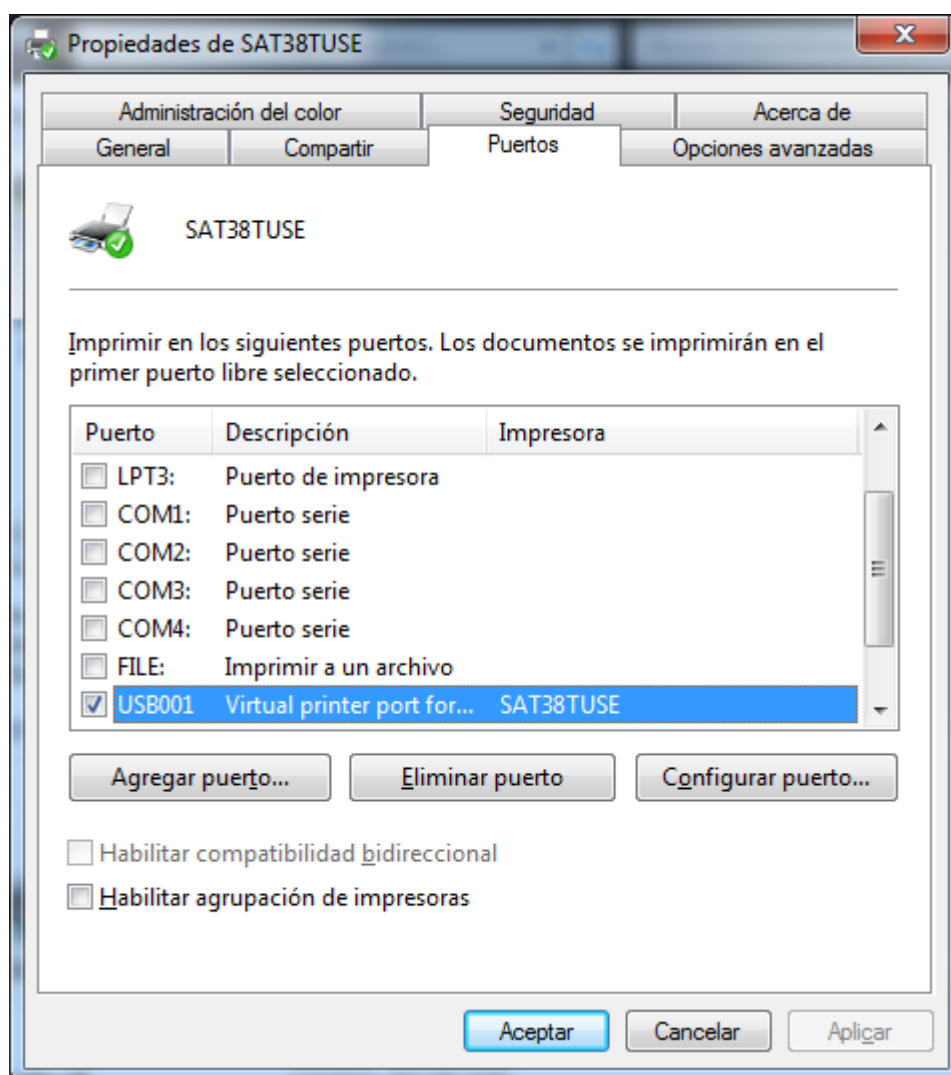 Propiedades de SAT38TUSE
Administración del color Seguridad Acerca de
General Compartir Puertos Opciones avanzadas
SAT38TUSE
Imprimir en los siguientes puertos. Los documentos se imprimirán en el
primer puerto libre seleccionado.
Puerto Descripción Impresora
LPT3: Puerto de impresora
COM1: Puerto serie
COM2: Puerto serie
COM3: Puerto serie
COM4: Puerto serie
FILE: Imprimir a un archivo
USB001 Virtual printer port for... SAT38TUSE
Agregar puerto... Eliminar puerto Configurar puerto...
Habilitar compatibilidad bidireccional
Habilitar agrupación de impresoras
Aceptar Cancelar Aplicar